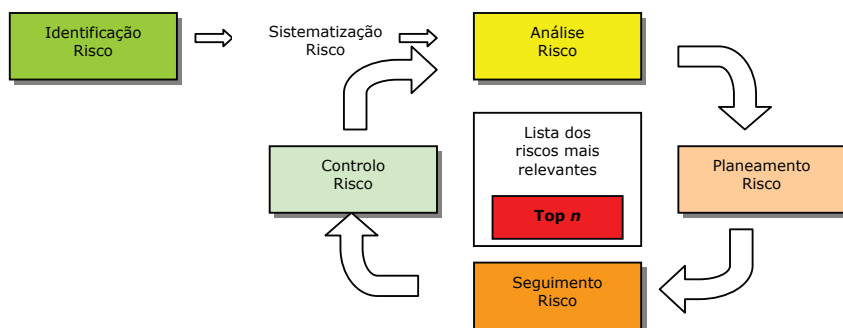 Identificação
Risco
Sistematização
Risco
Análise
Risco
Lista dos
riscos mais
relevantes
Top n
Controlo
Risco
Planeamento
Risco
Seguimento
Risco